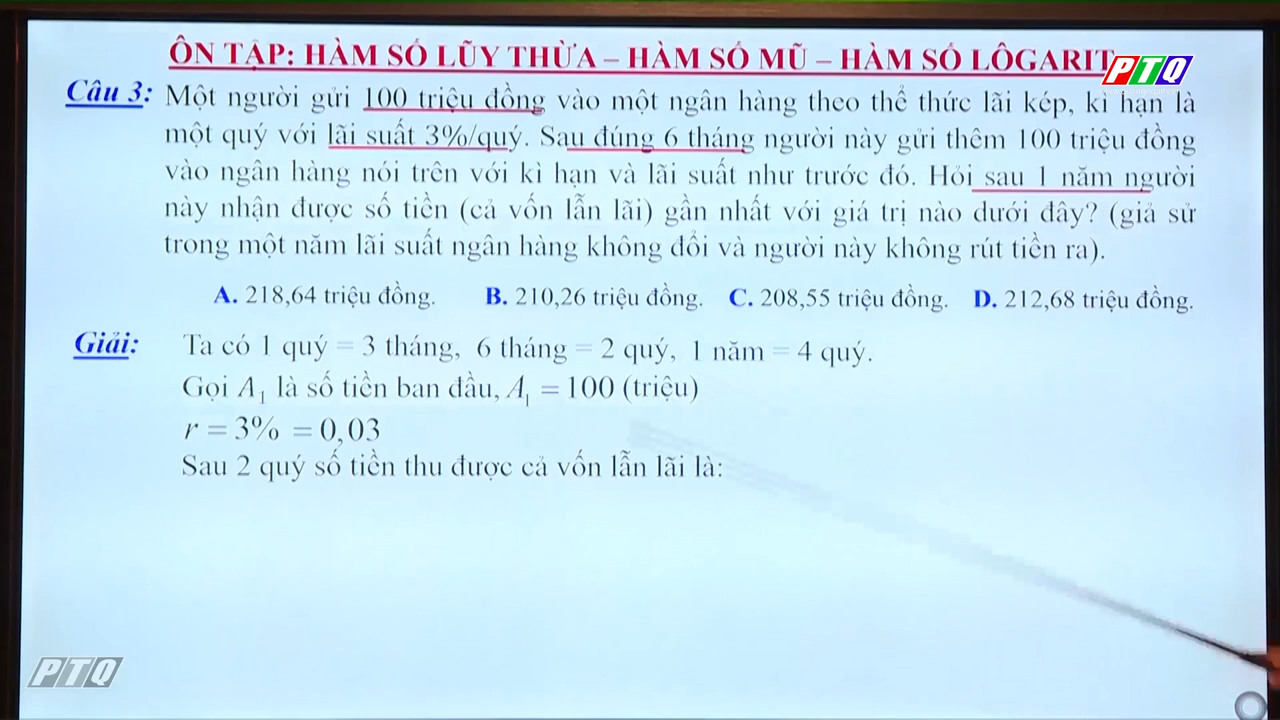 ÔN TẬP: HÀM SỐ LŨY THỪA – HÀM SỐ MŨ – HÀM SỐ LÔGARIT
PTQ
Câu 3: Một người gửi 100 triệu đồng vào một ngân hàng theo thể thức lãi kép, kì hạn là
một quý với lãi suất 3%/quý. Sau đúng 6 tháng người này gửi thêm 100 triệu đồng
vào ngân hàng nói trên với kì hạn và lãi suất như trước đó. Hỏi sau 1 năm người
này nhận được số tiền (cả vốn lẫn lãi) gần nhất với giá trị nào dưới đây? (giả sử
trong một năm lãi suất ngân hàng không đổi và người này không rút tiền ra).
A. 218,64 triệu đồng. B. 210,26 triệu đồng. C. 208,55 triệu đồng. D. 212,68 triệu đồng.
Giải: Ta có 1 quý = 3 tháng, 6 tháng = 2 quý, 1 năm = 4 quý.
Gọi A₁ là số tiền ban đầu, A₁ = 100 (triệu)
r = 3% = 0,03
Sau 2 quý số tiền thu được cả vốn lẫn lãi là:
PTQ